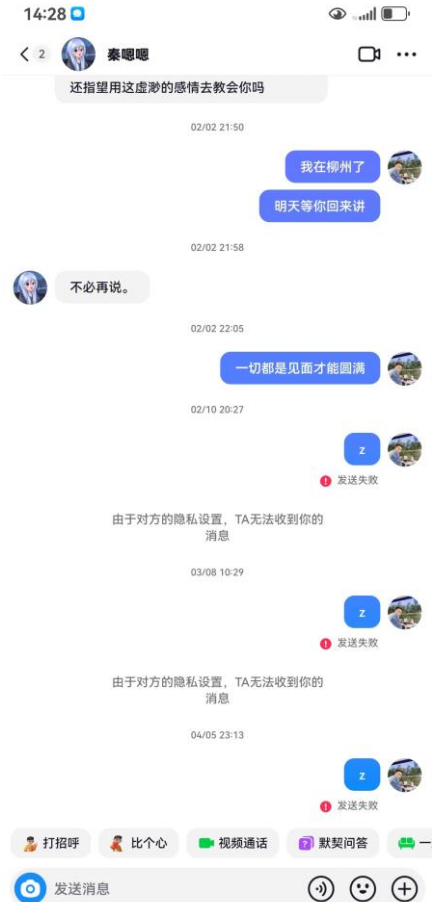 14:28
2
秦嗯嗯
还指望用这虚渺的感情去教会你吗
02/02 21:50
我在柳州了
明天等你回来讲
02/02 21:58
不必再说。
02/02 22:05
一切都是见面才能圆满
02/10 20:27
z
发送失败
由于对方的隐私设置，TA无法收到你的
消息
03/08 10:29
z
发送失败
由于对方的隐私设置，TA无法收到你的
消息
04/05 23:13
z
发送失败
打招呼 比个心 视频通话 默契问答 一
发送消息